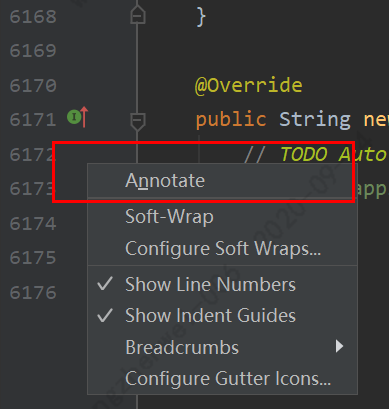 6168 }
6169
6170 @Override
6171 public String new
6172 // TODO Auto
6173 app
6174
6175
6176
Annotate
Soft-Wrap
Configure Soft Wraps...
Show Line Numbers
Show Indent Guides
Breadcrumbs
Configure Gutter Icons...